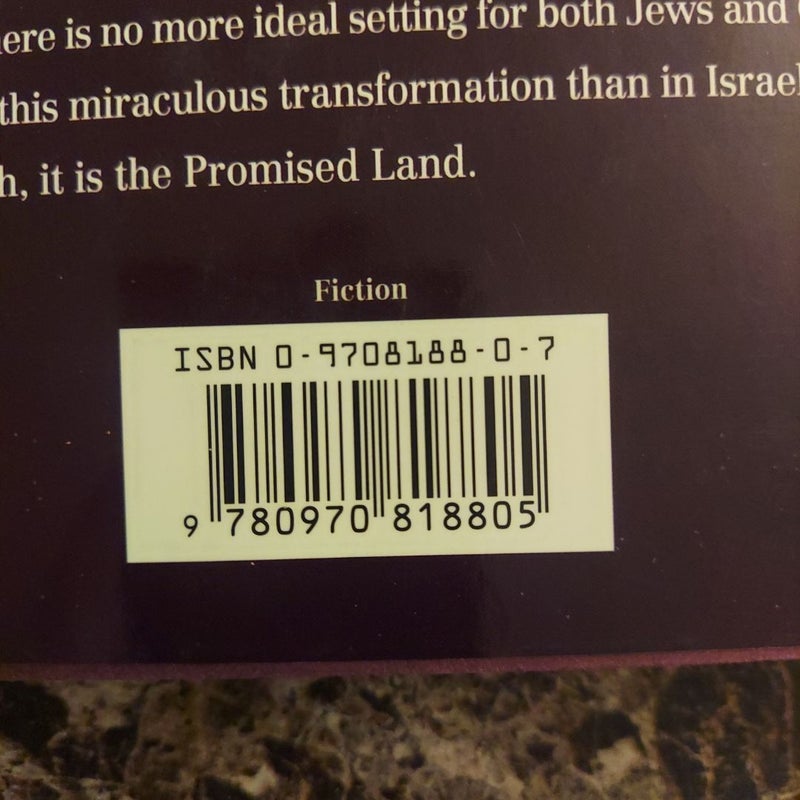 ere is no more ideal setting for both Jews and
this miraculous transformation than in Israel
h, it is the Promised Land.
Fiction
ISBN 0-9708188-0-7
9 780970 818805